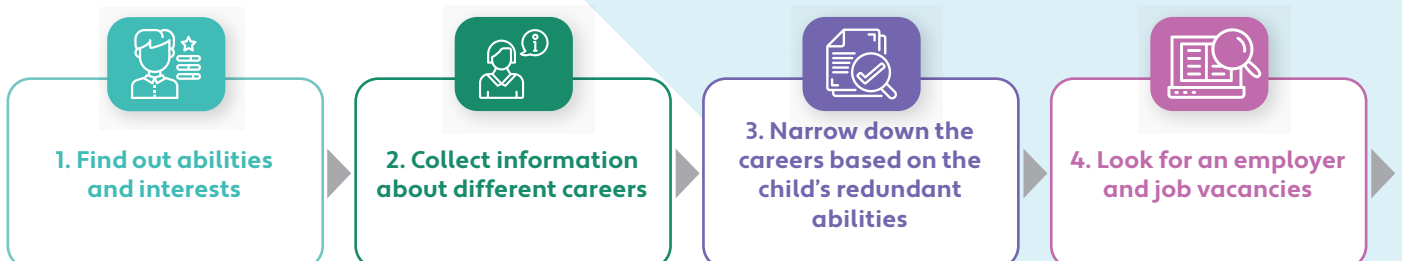 1. Find out abilities
and interests
2. Collect information
about different careers
3. Narrow down the
careers based on the
child's redundant
abilities
4. Look for an employer
and job vacancies